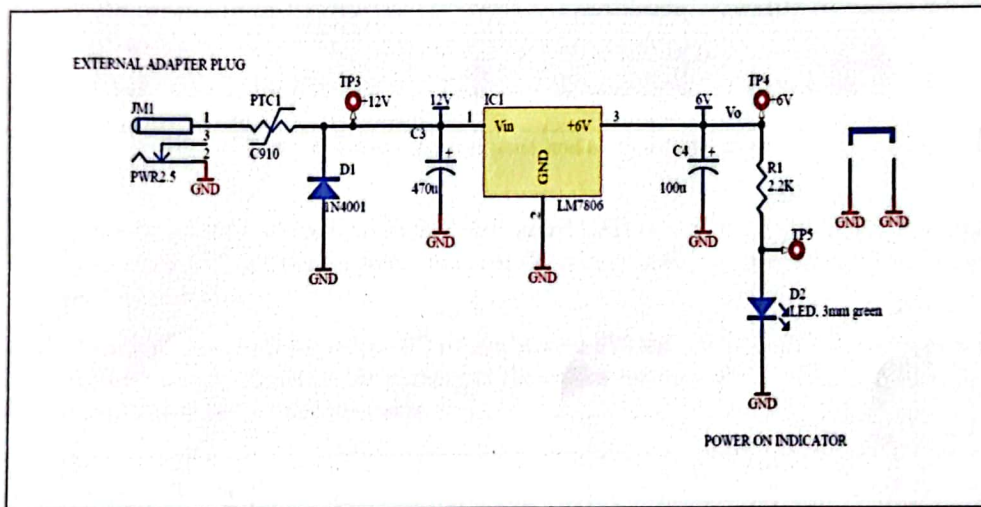 EXTERNAL ADAPTER PLUG
JM1
1
3
2
PWR2.5
GND
PTC1
C910
TP3
+12V
D1
1N4001
GND
12V
C3
+
470u
GND
IC1
1
Vin
+6V
3
GND
LM7806
GND
6V
Vo
C4
+
100u
GND
TP4
+6V
R1
2.2K
TP5
D2
LED, 3mm green
GND
GND
GND
POWER ON INDICATOR